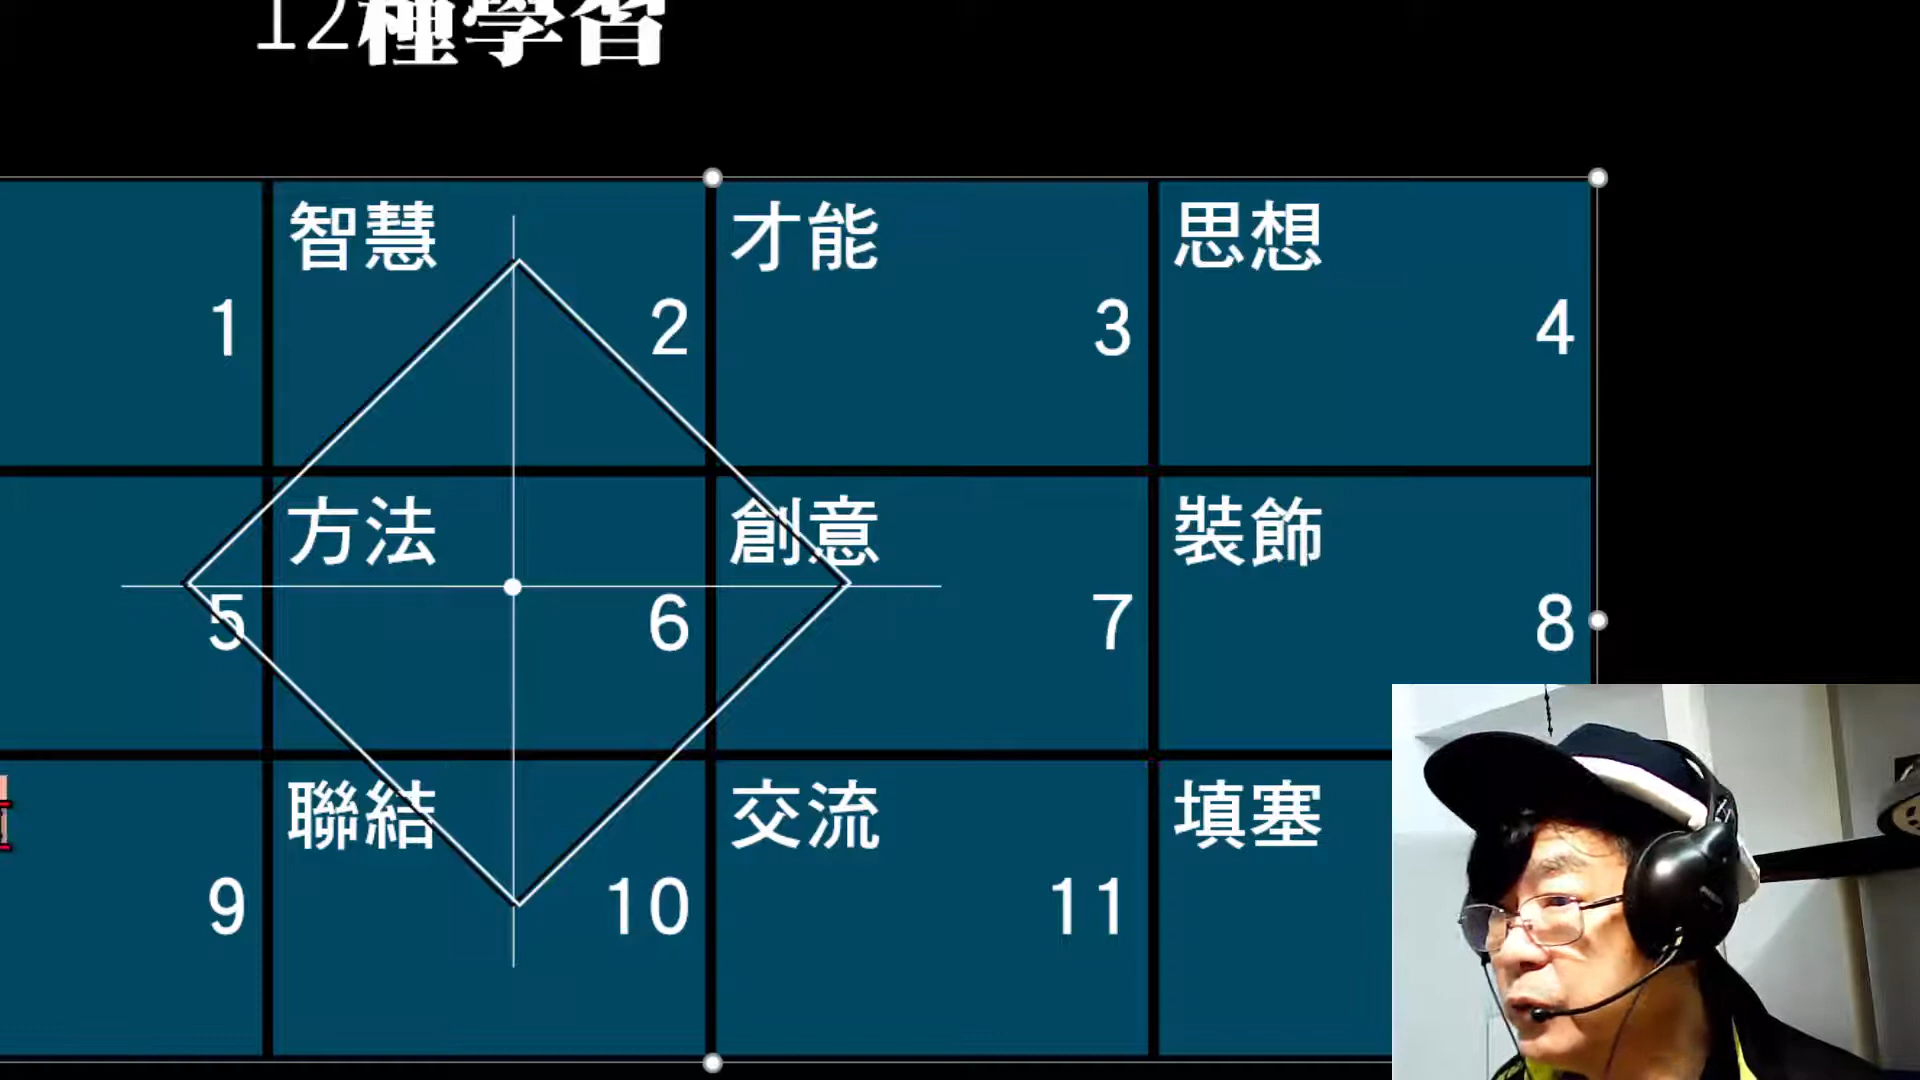 12種學習
智慧 才能 思想
1 2 3 4
方法 創意 裝飾
5 6 7 8
聯結 交流 填塞
9 10 11